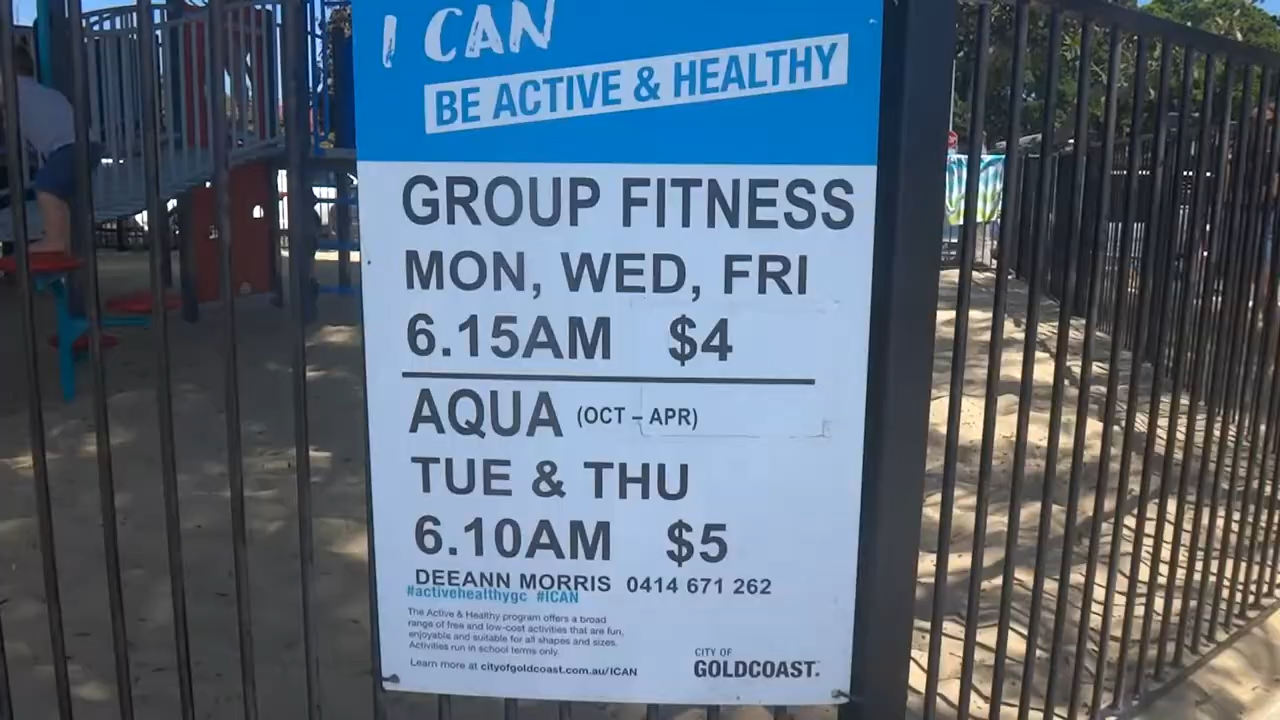 I CAN
BE ACTIVE & HEALTHY
GROUP FITNESS
MON, WED, FRI
6.15AM $4
AQUA (OCT – APR)
TUE & THU
6.10AM $5
DEEANN MORRIS 0414 671 262
#activehealthygc #ICAN
The Active & Healthy program offers a broad
range of free and low-cost activities that are fun,
enjoyable and suitable for all shapes and sizes.
Activities run in school terms only.
Learn more at cityofgoldcoast.com.au/ICAN
CITY OF
GOLDCOAST.